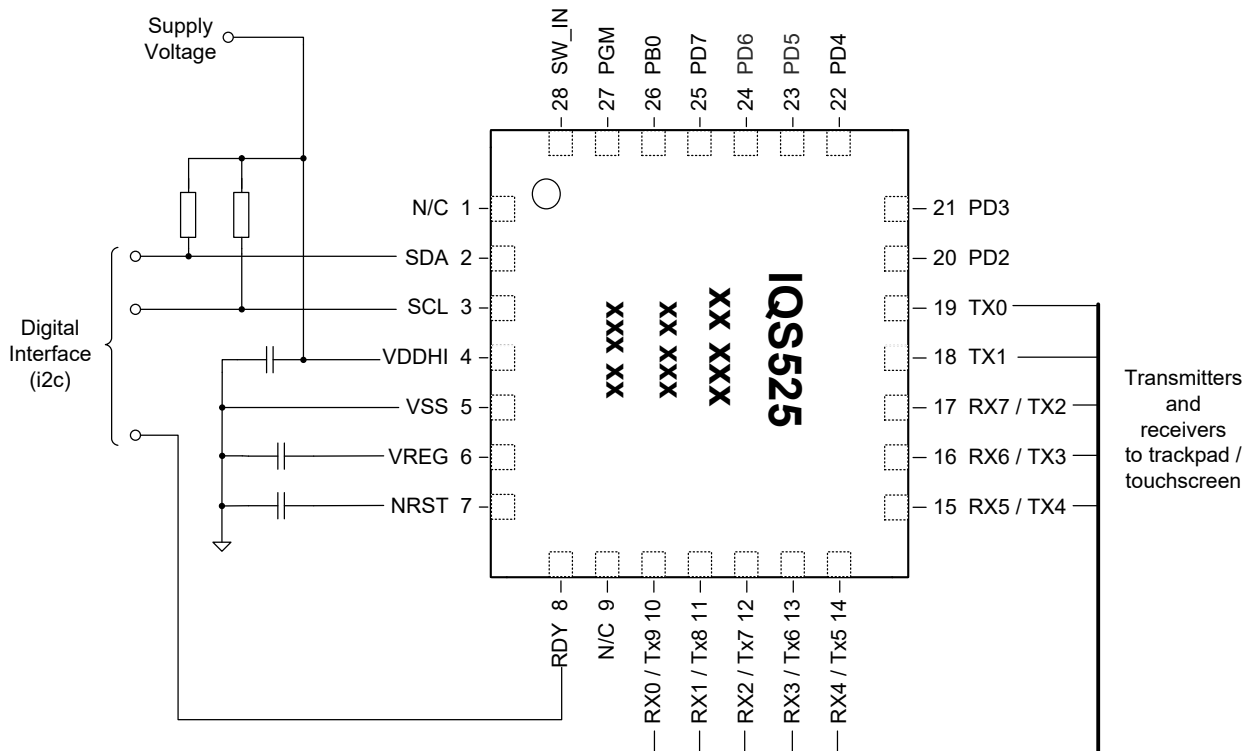 Supply
Voltage
28 SW_IN
27 PGM
26 PB0
25 PD7
24 PD6
23 PD5
22 PD4
N/C 1
SDA 2
SCL 3
VDDHI 4
VSS 5
VREG 6
NRST 7
Digital
Interface
(i2c)
IQS525
xx xxx
xxx xx
xx xxx
21 PD3
20 PD2
19 TX0
18 TX1
17 RX7 / TX2
16 RX6 / TX3
15 RX5 / TX4
Transmitters
and
receivers
to trackpad /
touchscreen
RDY 8
N/C 9
RX0 / Tx9 10
RX1 / Tx8 11
RX2 / Tx7 12
RX3 / Tx6 13
RX4 / Tx5 14